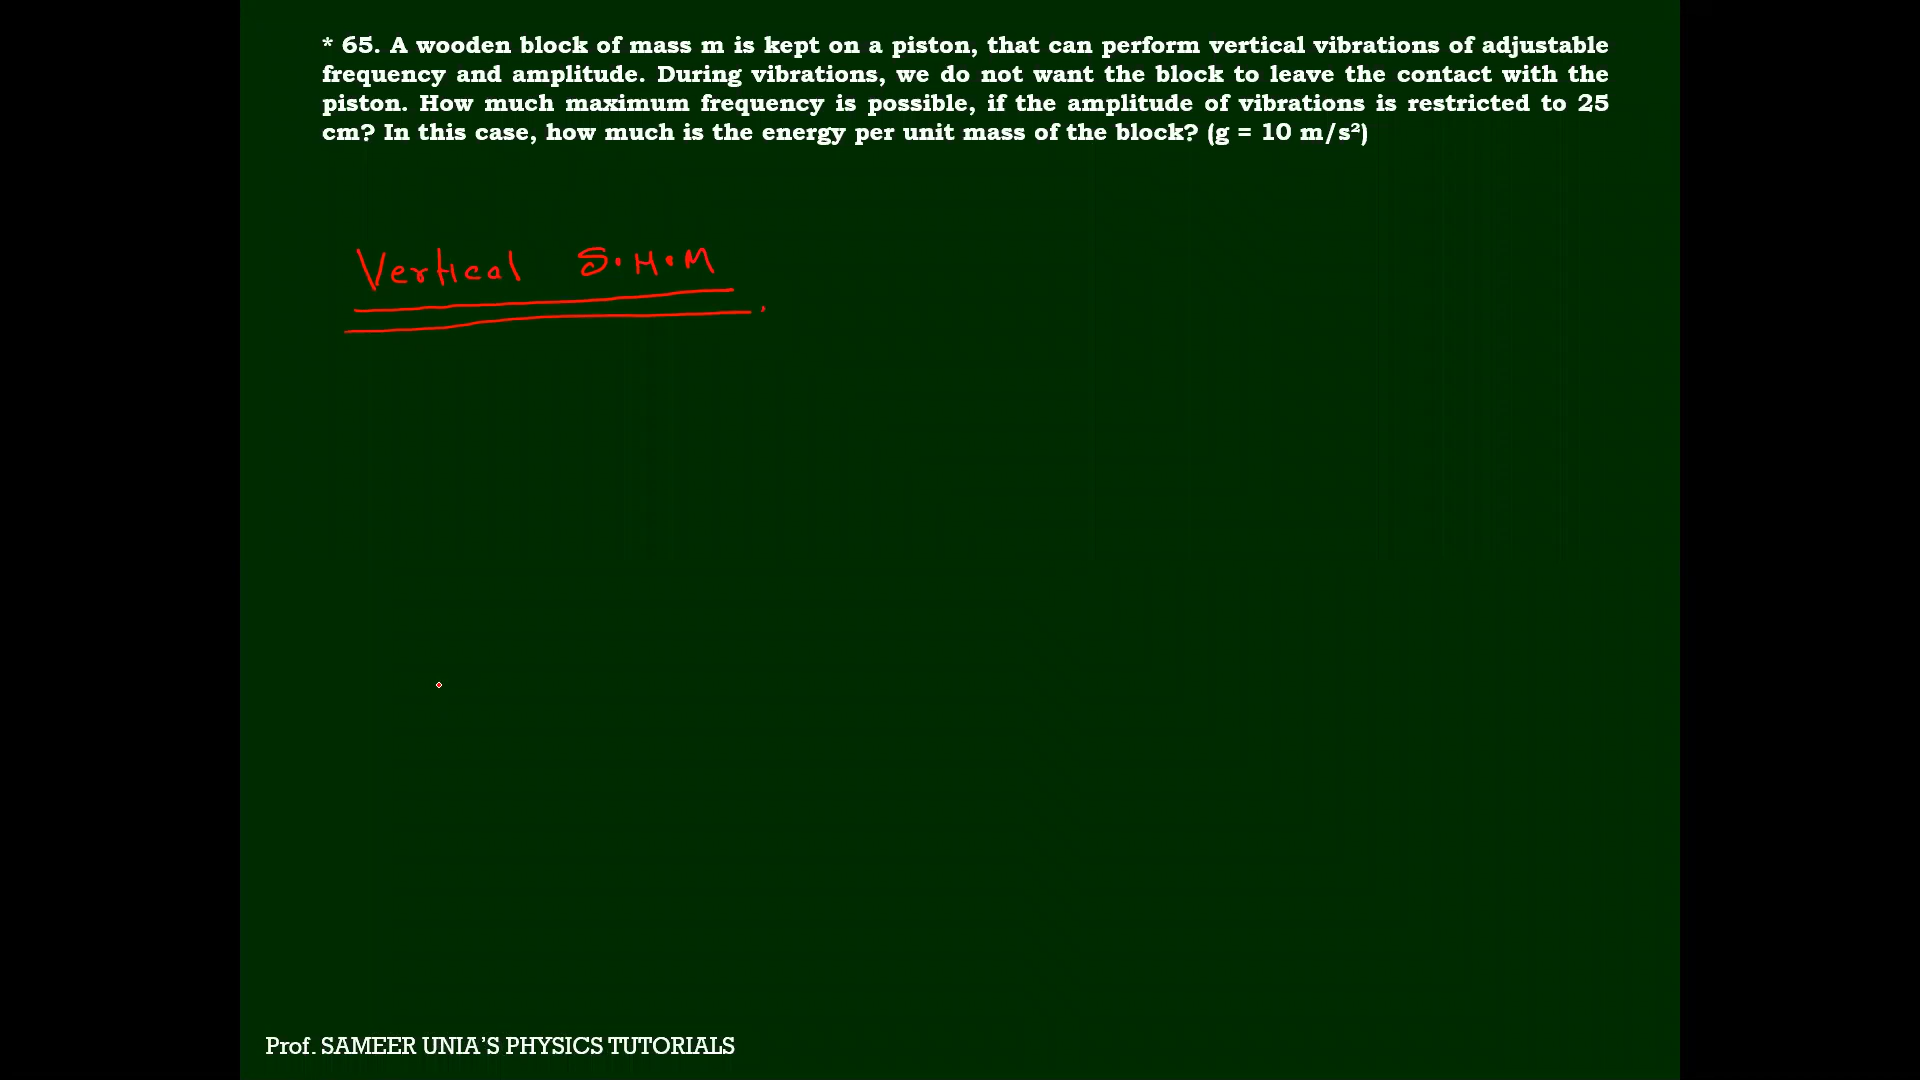 * 65. A wooden block of mass m is kept on a piston, that can perform vertical vibrations of adjustable
frequency and amplitude. During vibrations, we do not want the block to leave the contact with the
piston. How much maximum frequency is possible, if the amplitude of vibrations is restricted to 25
cm? In this case, how much is the energy per unit mass of the block? (g = 10 m/s²)
Vertical S.H.M
Prof. SAMEER UNIA’S PHYSICS TUTORIALS